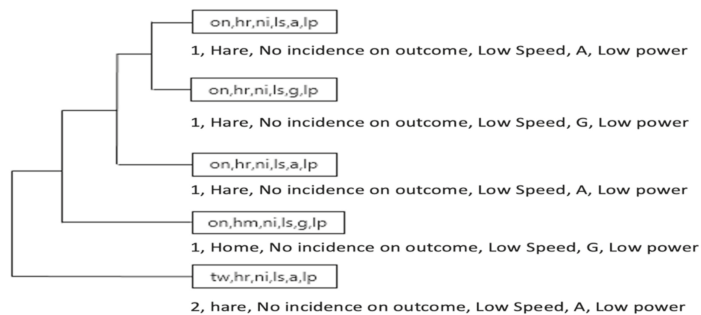 on,hr,ni,ls,a,lp
1, Hare, No incidence on outcome, Low Speed, A, Low power
on,hr,ni,ls,g,lp
1, Hare, No incidence on outcome, Low Speed, G, Low power
on,hr,ni,ls,a,lp
1, Hare, No incidence on outcome, Low Speed, A, Low power
on,hm,ni,ls,g,lp
1, Home, No incidence on outcome, Low Speed, G, Low power
tw,hr,ni,ls,a,lp
2, hare, No incidence on outcome, Low Speed, A, Low power